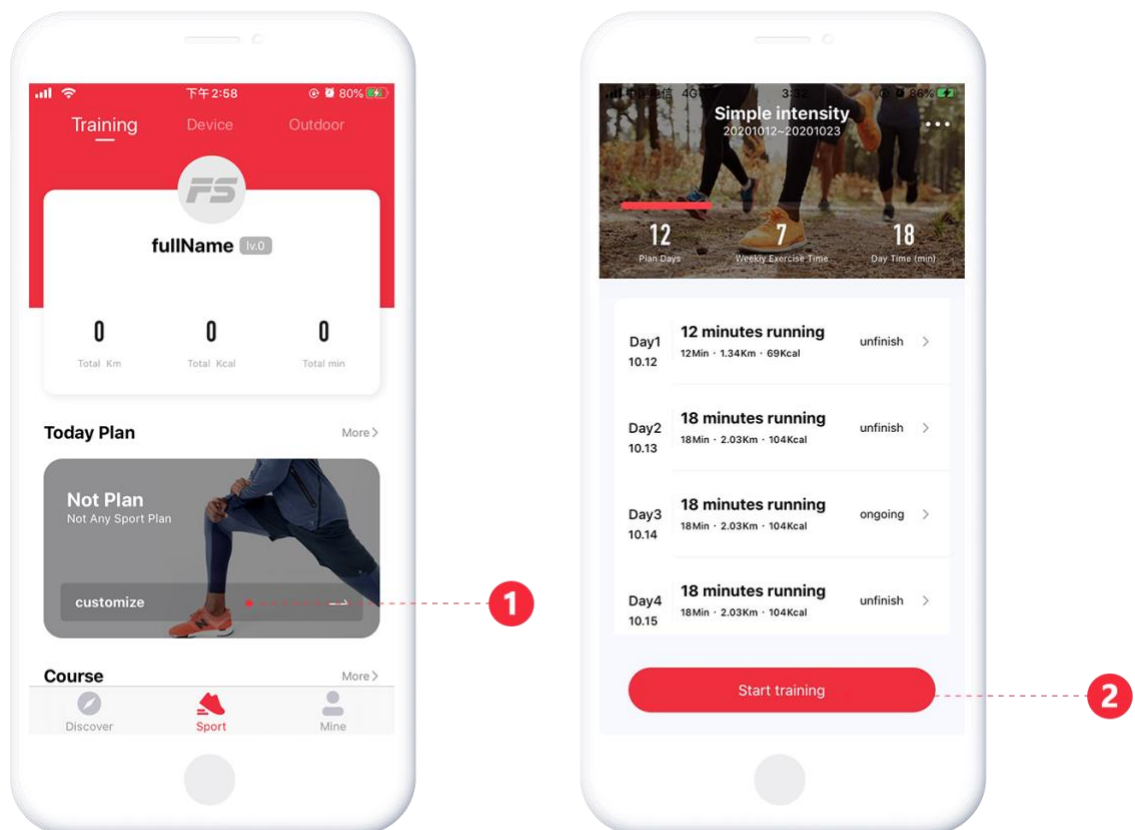 下午2:58
80%
Training Device Outdoor
FS
fullName lv.0
0 0 0
Total Km Total Kcal Total min
Today Plan More
Not Plan
Not Any Sport Plan
customize
1
Course More
Discover Sport Mine
4G 3:32 86%
Simple intensity
20201012~20201023
12 7 18
Plan Days Weekly Exercise Time Day Time (min)
Day1 12 minutes running unfinish
10.12 12Min · 1.34Km · 69Kcal
Day2 18 minutes running unfinish
10.13 18Min · 2.03Km · 104Kcal
Day3 18 minutes running ongoing
10.14 18Min · 2.03Km · 104Kcal
Day4 18 minutes running unfinish
10.15 18Min · 2.03Km · 104Kcal
Start training
2